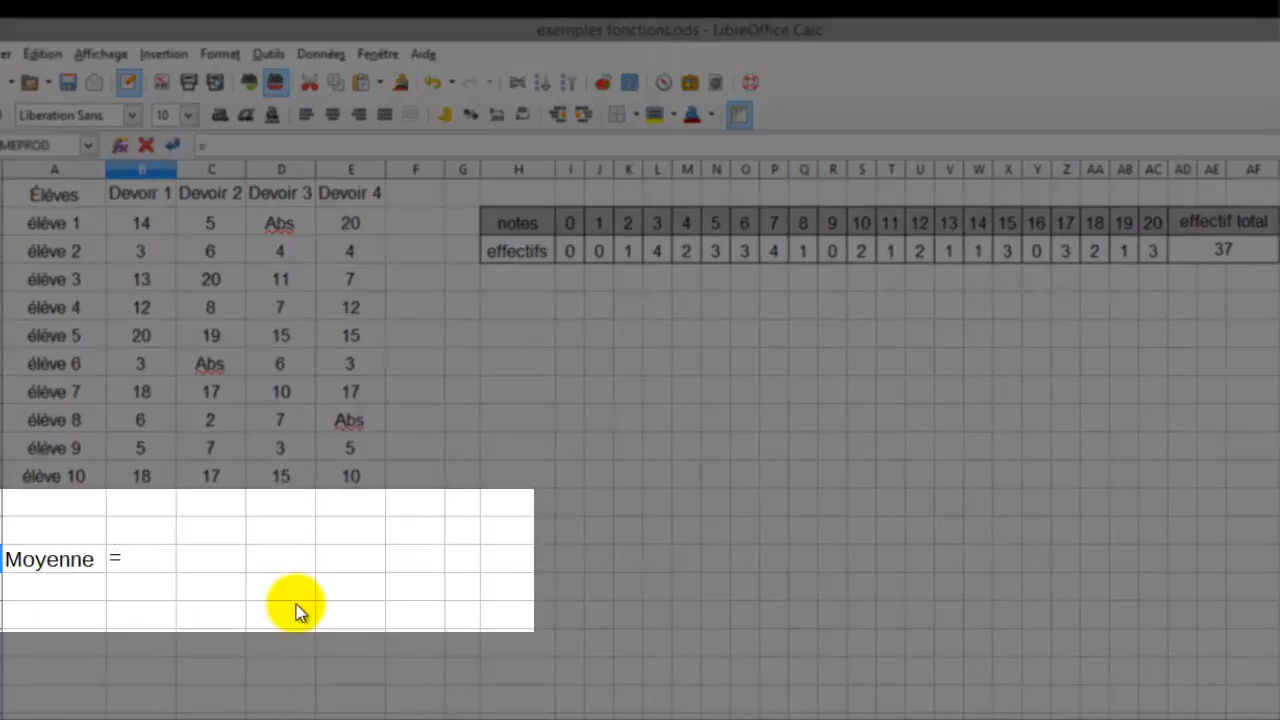 exemples fonctions.ods - LibreOffice Calc
er Édition Affichage Insertion Format Outils Données Fenêtre Aide
Liberation Sans 10
MEPROD =
A B C D E F G H I J K L M N O P Q R S T U V W X Y Z AA AB AC AD AE AF
Élèves Devoir 1 Devoir 2 Devoir 3 Devoir 4
élève 1 14 5 Abs 20 notes 0 1 2 3 4 5 6 7 8 9 10 11 12 13 14 15 16 17 18 19 20 effectif total
élève 2 3 6 4 4 effectifs 0 0 1 4 2 3 3 4 1 0 2 1 2 1 1 3 0 3 2 1 3 37
élève 3 13 20 11 7
élève 4 12 8 7 12
élève 5 20 19 15 15
élève 6 3 Abs 6 3
élève 7 18 17 10 17
élève 8 6 2 7 Abs
élève 9 5 7 3 5
élève 10 18 17 15 10
Moyenne =